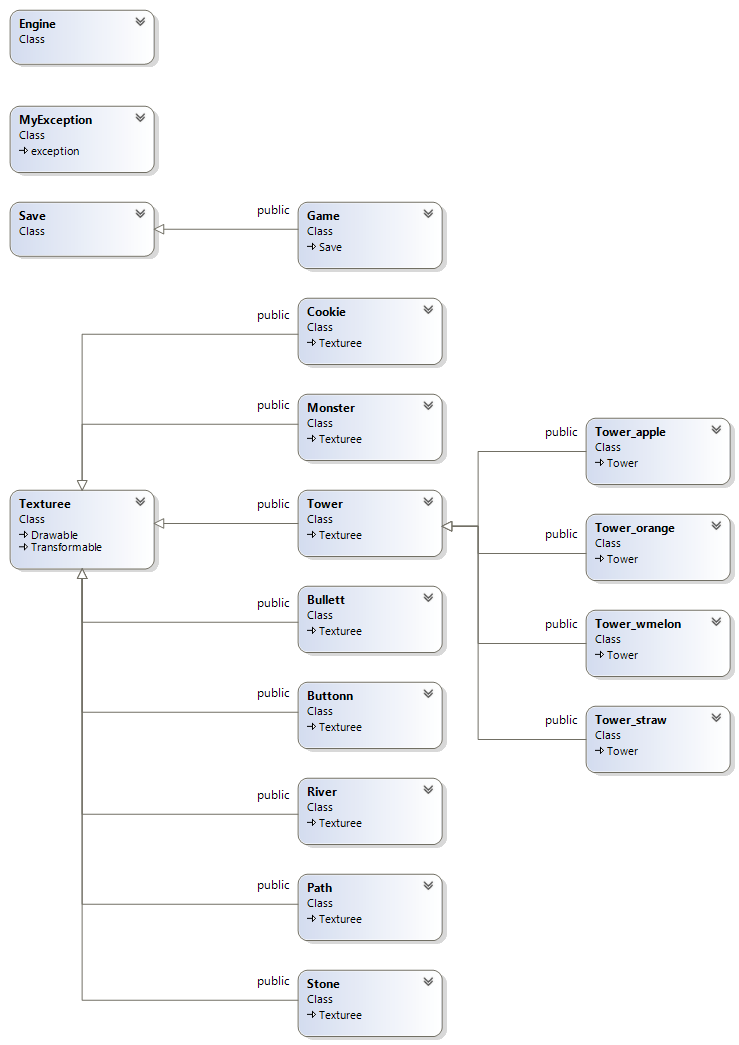 Engine
Class
MyException
Class
exception
Save
Class
public
Game
Class
Save
public
Cookie
Class
Texturee
public
Monster
Class
Texturee
Texturee
Class
Drawable
Transformable
public
Tower
Class
Texturee
public
Tower_apple
Class
Tower
public
Tower_orange
Class
Tower
public
Tower_wmelon
Class
Tower
public
Tower_straw
Class
Tower
public
Bullett
Class
Texturee
public
Buttonn
Class
Texturee
public
River
Class
Texturee
public
Path
Class
Texturee
public
Stone
Class
Texturee